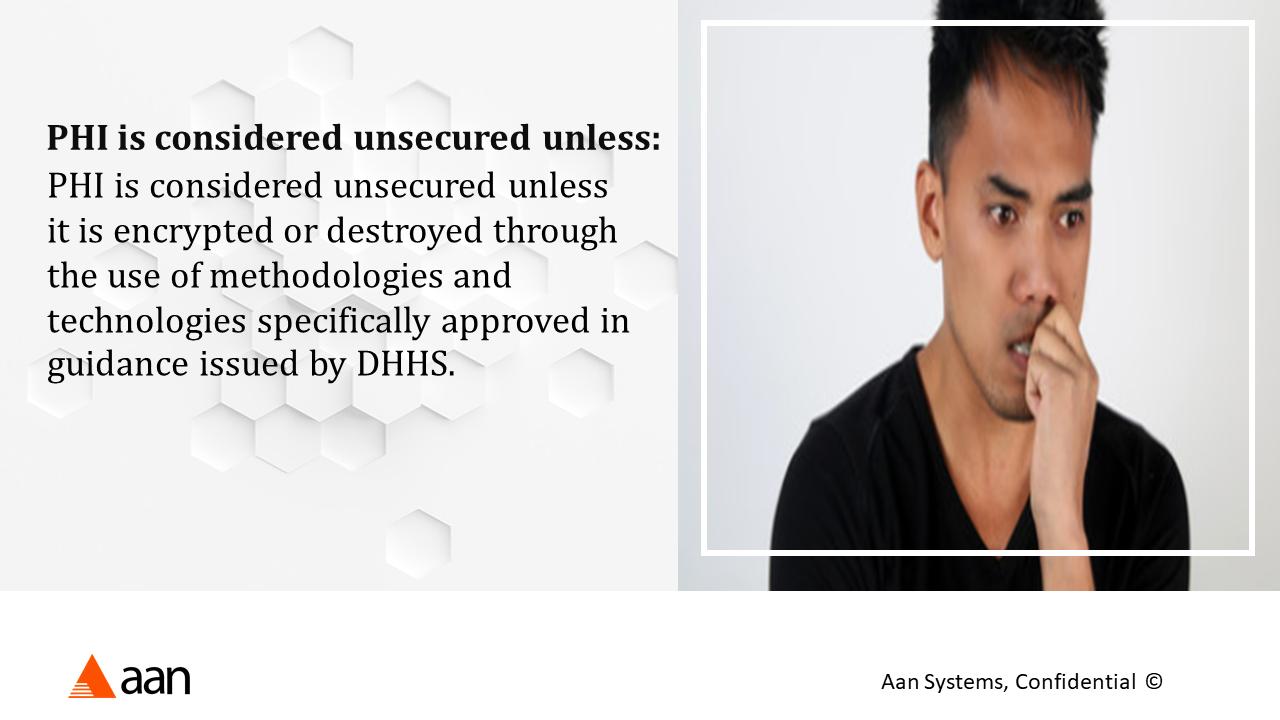 PHI is considered unsecured unless:
PHI is considered unsecured unless
it is encrypted or destroyed through
the use of methodologies and
technologies specifically approved in
guidance issued by DHHS.
aan
Aan Systems, Confidential ©